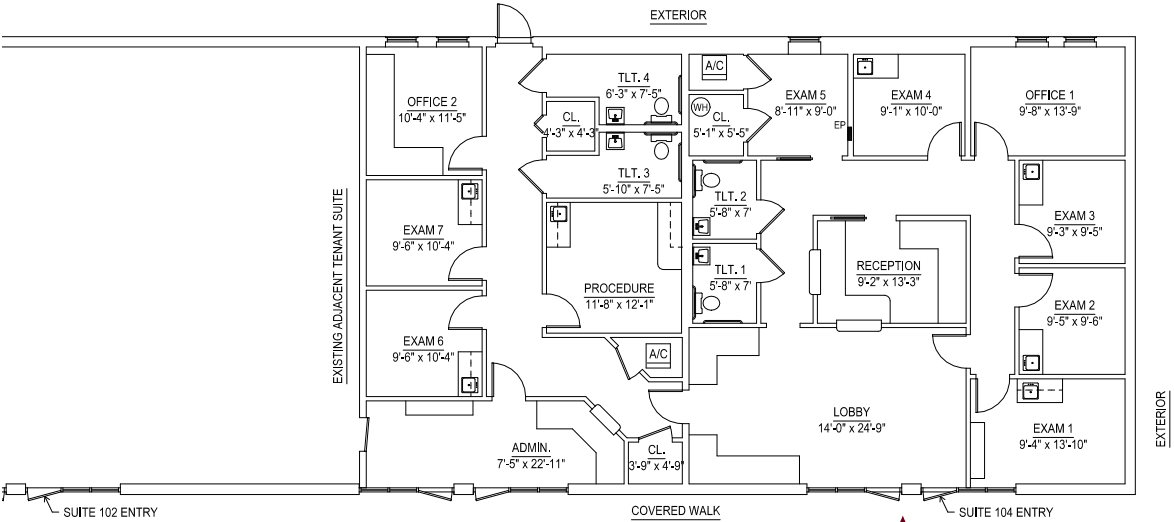 EXTERIOR
OFFICE 2
10'-4" x 11'-5"
TLT. 4
6'-3" x 7'-5"
CL.
4'-3" x 4'-3"
TLT. 3
5'-10" x 7'-5"
A/C
WH
CL.
5'-1" x 5'-5"
EXAM 5
8'-11" x 9'-0"
EP
EXAM 4
9'-1" x 10'-0"
OFFICE 1
9'-8" x 13'-9"
EXISTING ADJACENT TENANT SUITE
EXAM 7
9'-6" x 10'-4"
TLT. 2
5'-8" x 7'
EXAM 3
9'-3" x 9'-5"
PROCEDURE
11'-8" x 12'-1"
TLT. 1
5'-8" x 7'
RECEPTION
9'-2" x 13'-3"
EXAM 2
9'-5" x 9'-6"
EXAM 6
9'-6" x 10'-4"
A/C
LOBBY
14'-0" x 24'-9"
EXAM 1
9'-4" x 13'-10"
EXTERIOR
ADMIN.
7'-5" x 22'-11"
CL.
3'-9" x 4'-9"
SUITE 102 ENTRY
COVERED WALK
SUITE 104 ENTRY